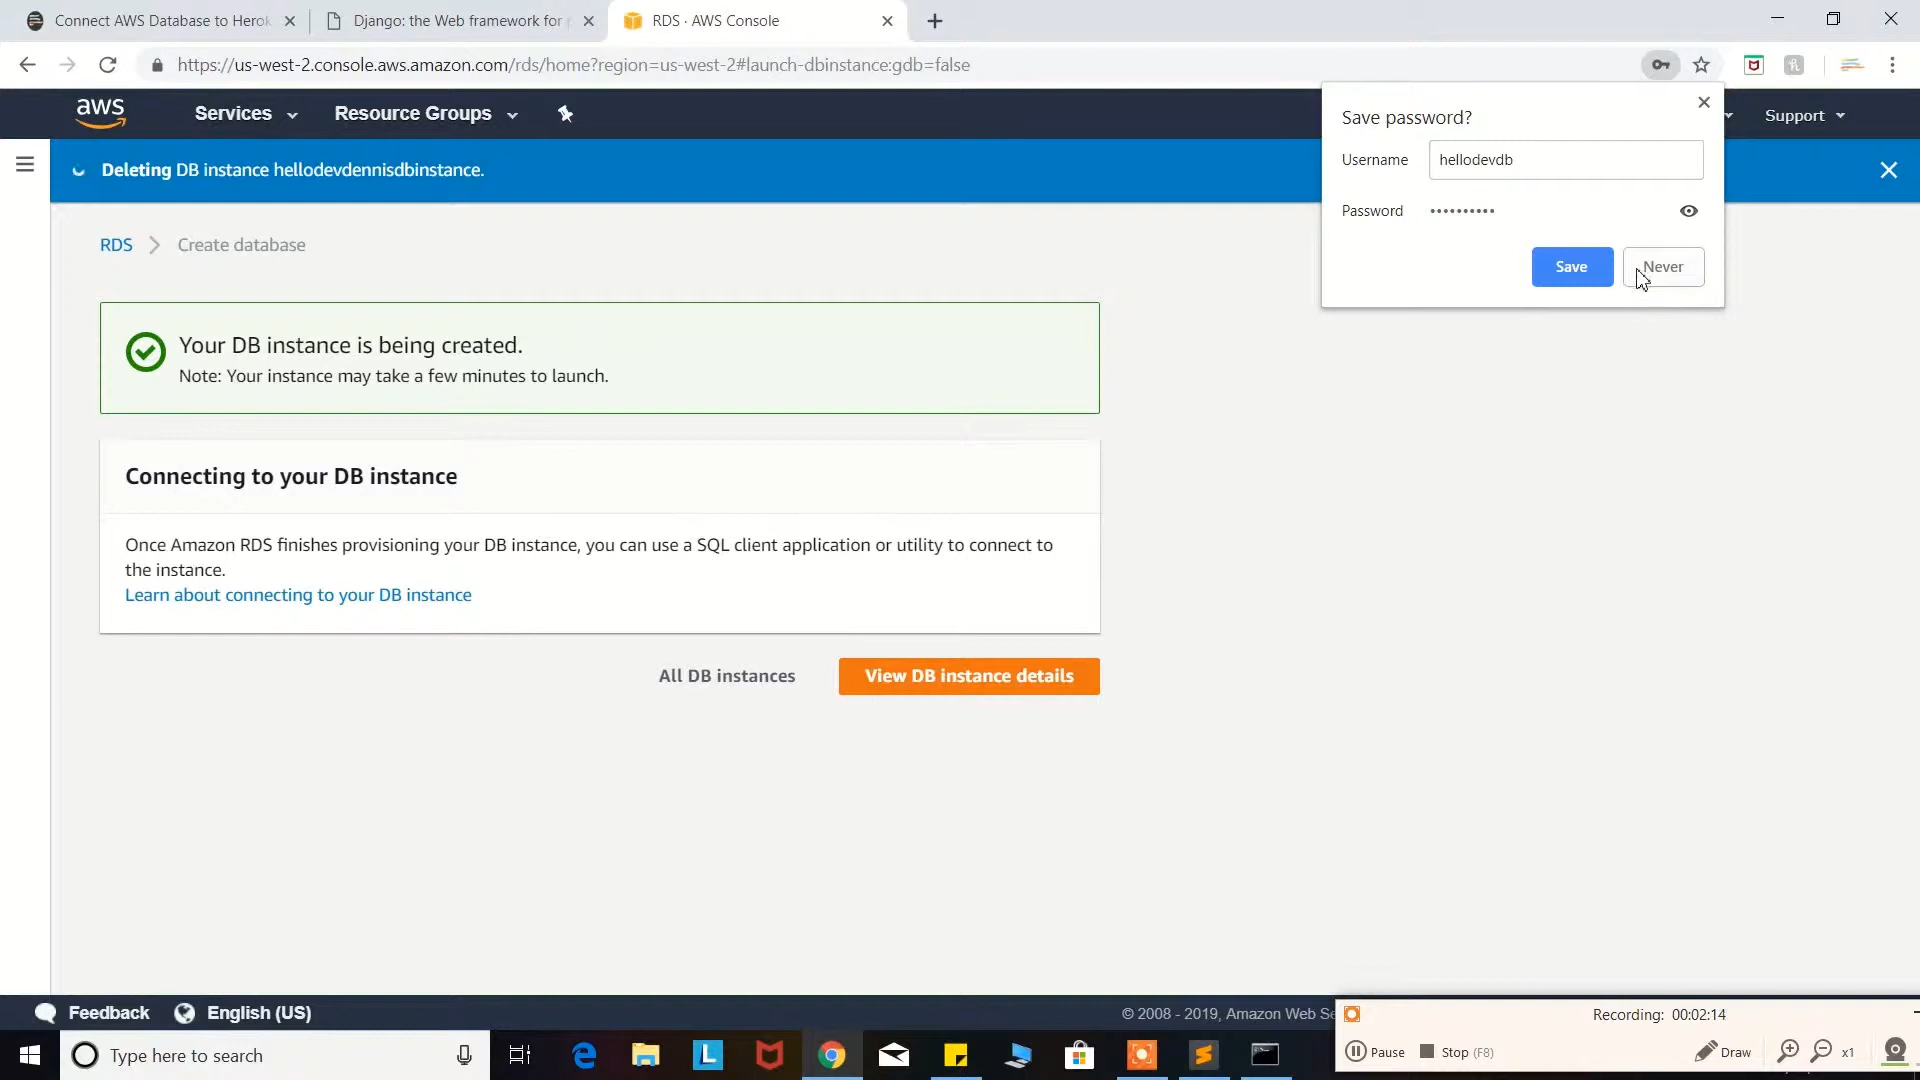 Connect AWS Database to Herok
Django: the Web framework for
RDS · AWS Console
https://us-west-2.console.aws.amazon.com/rds/home?region=us-west-2#launch-dbinstance:gdb=false
aws
Services
Resource Groups
Support
Save password?
Username
hellodevdb
Password
••••••••••
Save
Never
Deleting DB instance hellodevdennisdbinstance.
RDS
Create database
Your DB instance is being created.
Note: Your instance may take a few minutes to launch.
Connecting to your DB instance
Once Amazon RDS finishes provisioning your DB instance, you can use a SQL client application or utility to connect to
the instance.
Learn about connecting to your DB instance
All DB instances
View DB instance details
Feedback
English (US)
© 2008 - 2019, Amazon Web Se
Recording: 00:02:14
Pause
Stop (F8)
Draw
x1
Type here to search